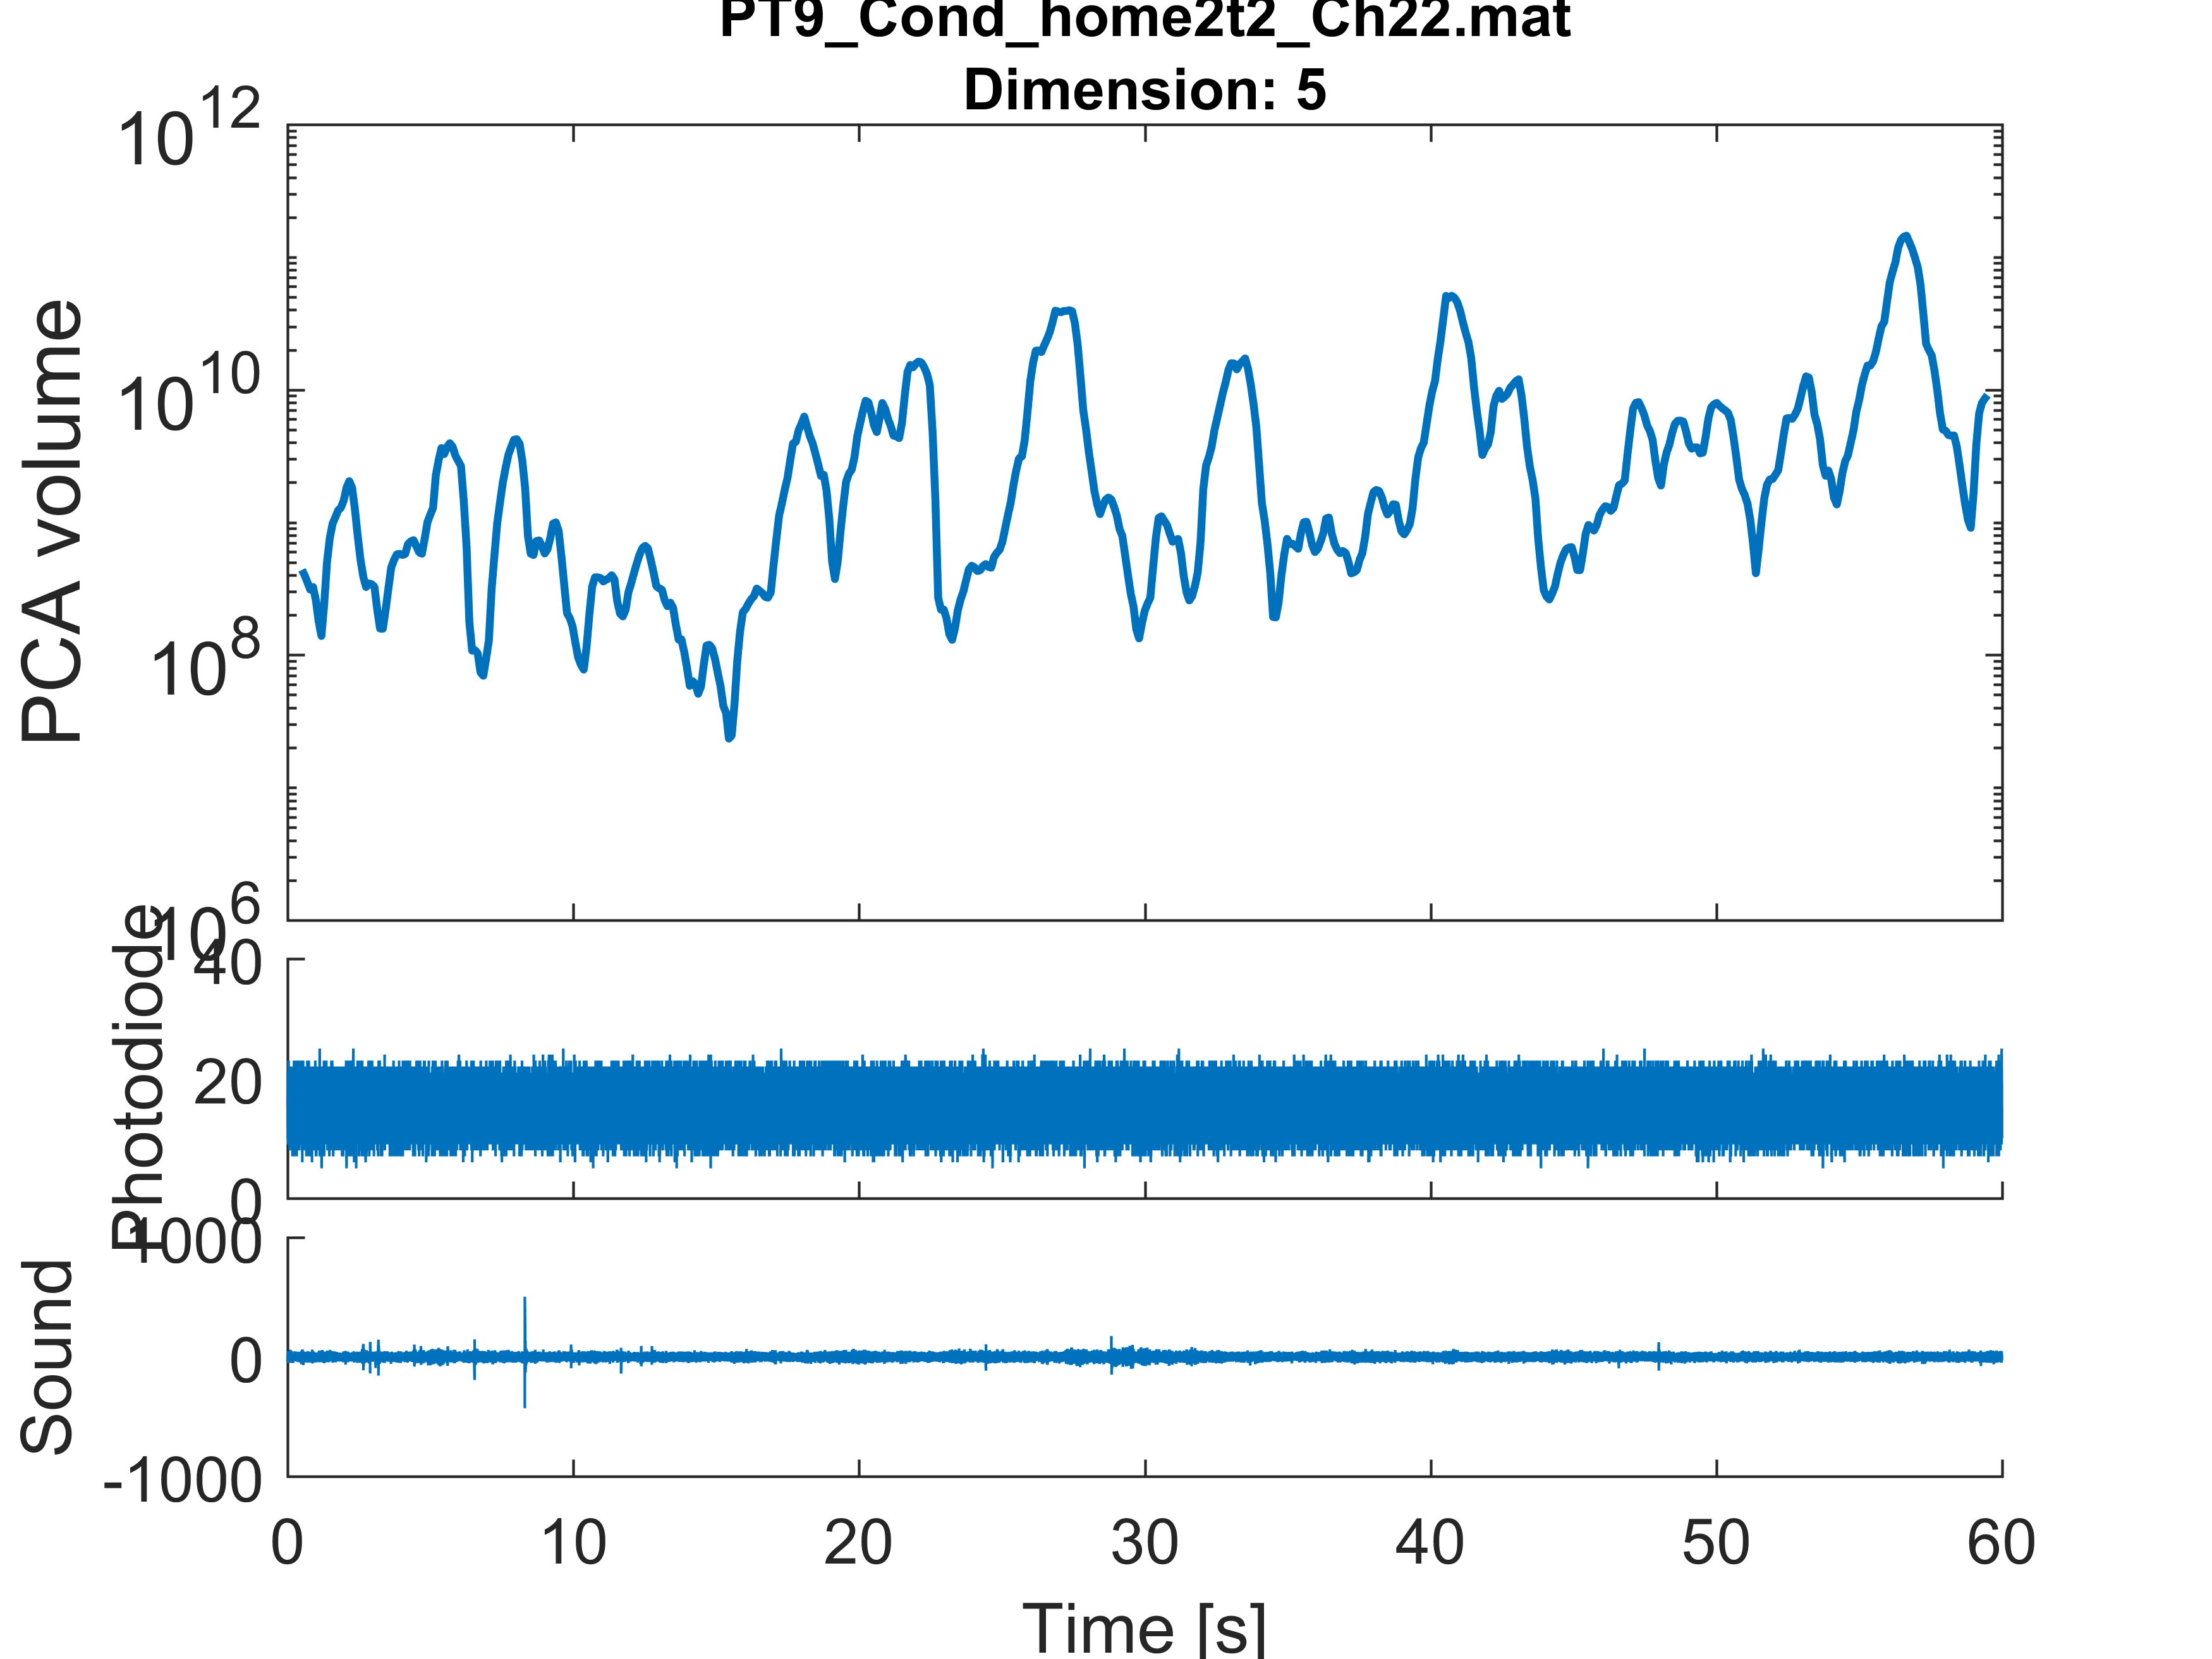 PT9_Cond_home2t2_Ch22.mat
Dimension: 5
10^12
10^10
10^8
10^6
PCA volume
40
20
0
Photodiode
1000
0
-1000
Sound
0 10 20 30 40 50 60
Time [s]